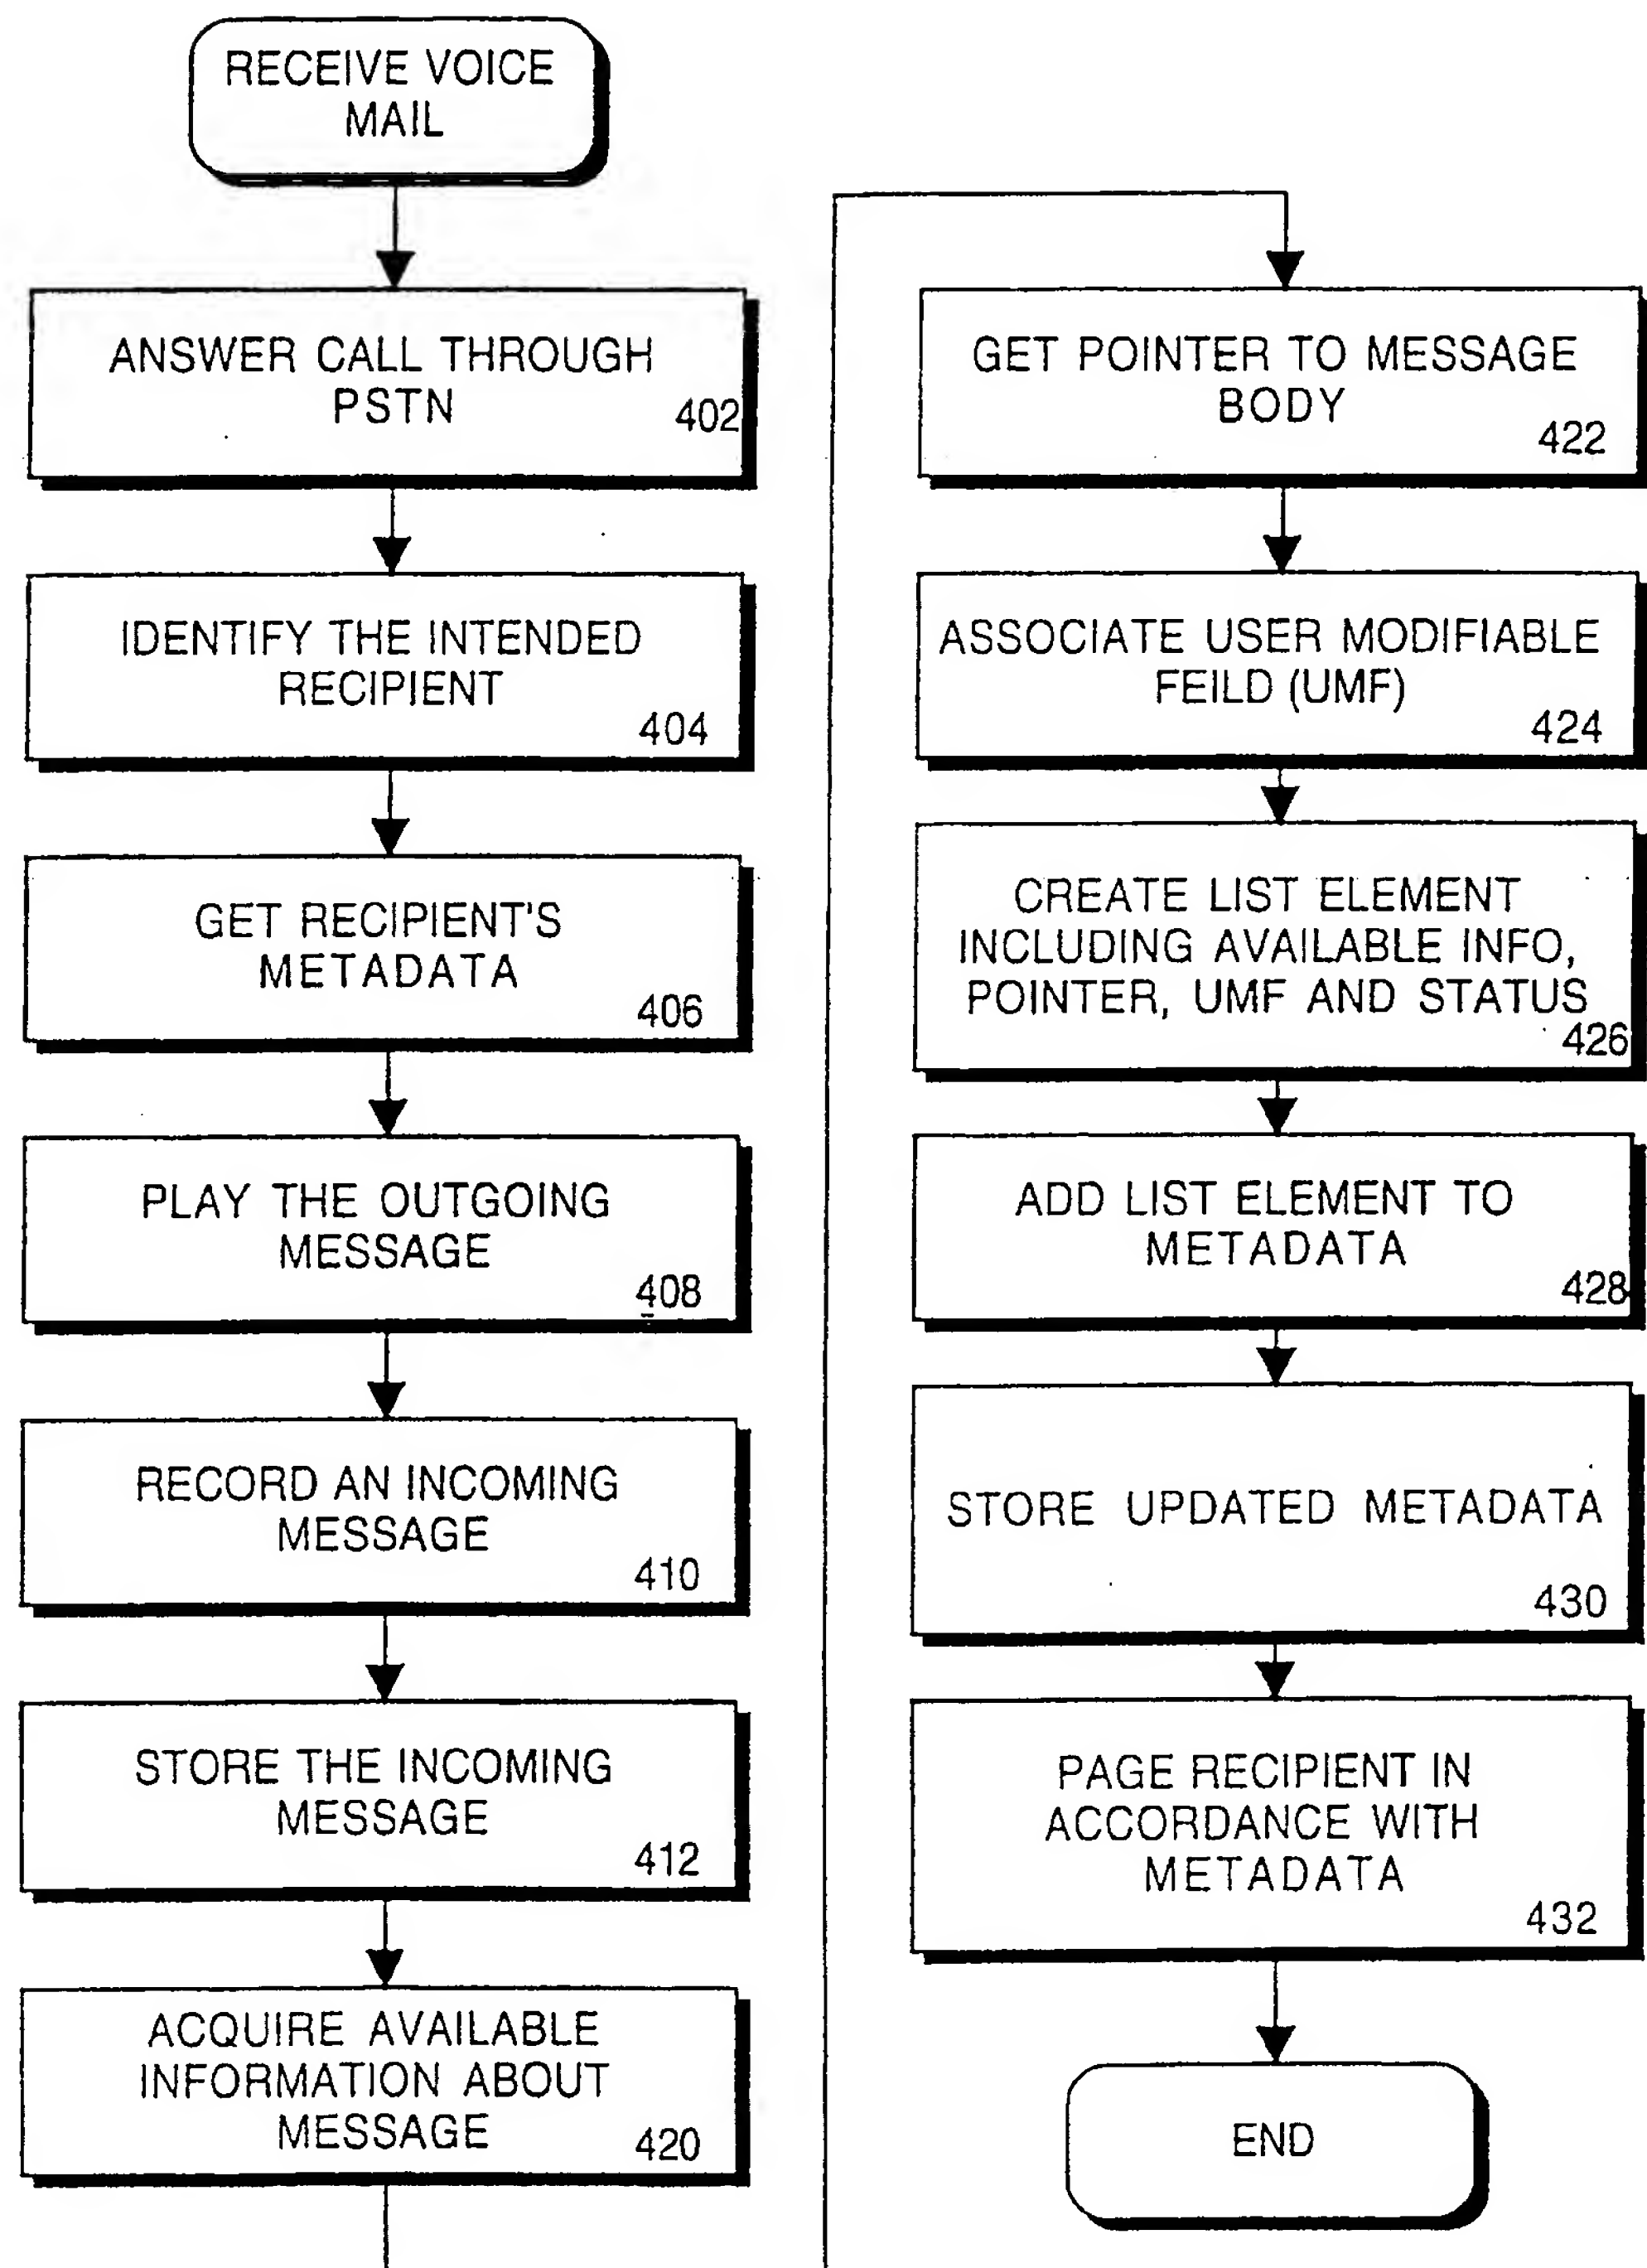 RECEIVE VOICE
MAIL
ANSWER CALL THROUGH
PSTN
402
IDENTIFY THE INTENDED
RECIPIENT
404
GET RECIPIENT'S
METADATA
406
PLAY THE OUTGOING
MESSAGE
408
RECORD AN INCOMING
MESSAGE
410
STORE THE INCOMING
MESSAGE
412
ACQUIRE AVAILABLE
INFORMATION ABOUT
MESSAGE
420
GET POINTER TO MESSAGE
BODY
422
ASSOCIATE USER MODIFIABLE
FEILD (UMF)
424
CREATE LIST ELEMENT
INCLUDING AVAILABLE INFO,
POINTER, UMF AND STATUS
426
ADD LIST ELEMENT TO
METADATA
428
STORE UPDATED METADATA
430
PAGE RECIPIENT IN
ACCORDANCE WITH
METADATA
432
END